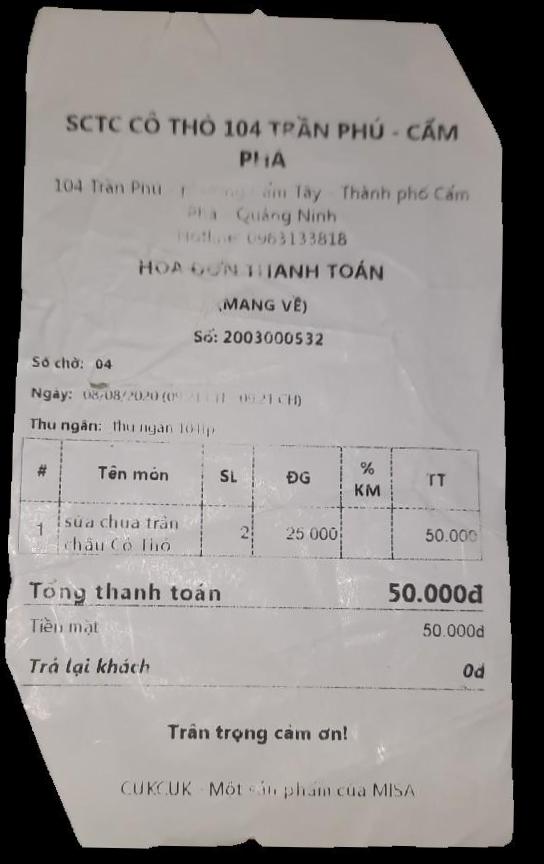 SCTC CÔ THỎ 104 TRẦN PHÚ - CẨM
PHẢ
104 Trần Phú - Cẩm Tây - Thành phố Cẩm
Phả - Quảng Ninh
Hotline: 0963133818
HÓA ĐƠN THANH TOÁN
(MANG VỀ)
Số: 2003000532
Số chờ: 04
Ngày: 08/08/2020 (09:21 CH - 09:21 CH)
Thu ngân: thu ngân 104tp
# Tên món SL ĐG % KM TT
1 sữa chua trân 2 25.000 50.000
châu Cô Thỏ
Tổng thanh toán 50.000đ
Tiền mặt 50.000đ
Trả lại khách 0đ
Trân trọng cảm ơn!
CUKCUK - Một sản phẩm của MISA